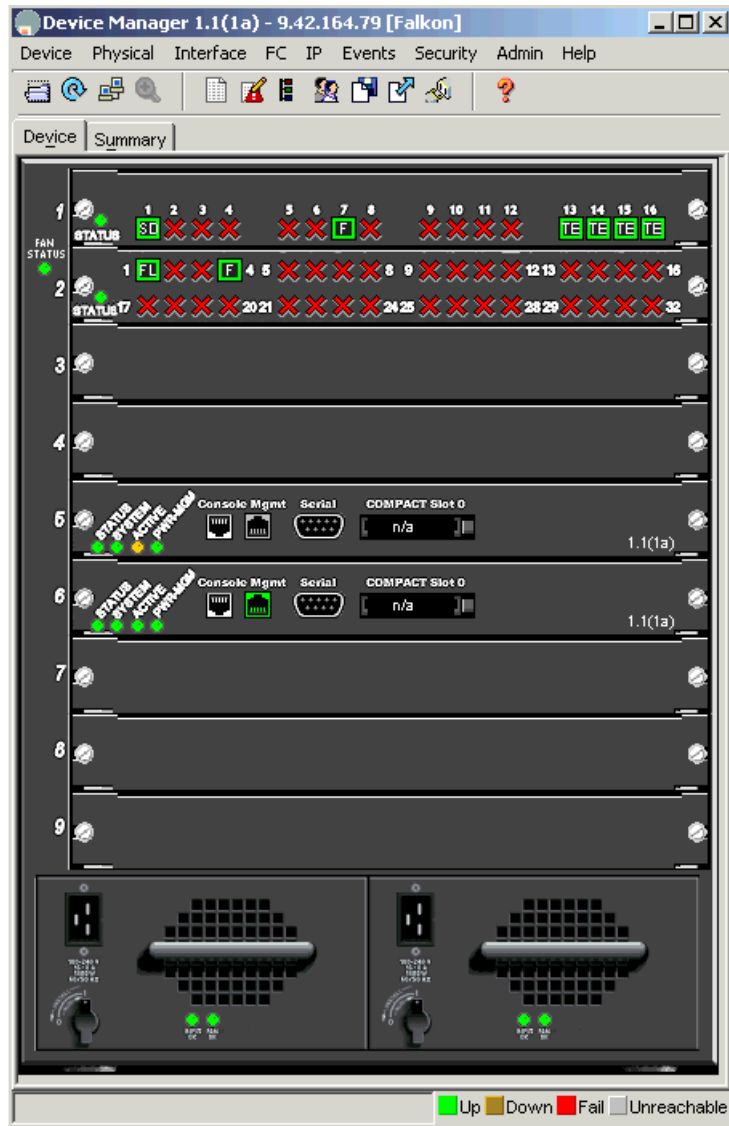 Device Manager 1.1(1a) - 9.42.164.79 [Falkon]
Device Physical Interface FC IP Events Security Admin Help
Device Summary
1 STATUS 1 2 3 4 5 6 7 8 9 10 11 12 13 14 15 16
SD F TE TE TE TE
FAN STATUS
2 STATUS 1 FL F 4 5 8 9 12 13 16
17 20 21 24 25 28 29 32
3
4
5 STATUS SYSTEM ACTIVE PWR-MGM Console Mgmt Serial COMPACT Slot 0
n/a
1.1(1a)
6 STATUS SYSTEM ACTIVE PWR-MGM Console Mgmt Serial COMPACT Slot 0
n/a
1.1(1a)
7
8
9
Up Down Fail Unreachable